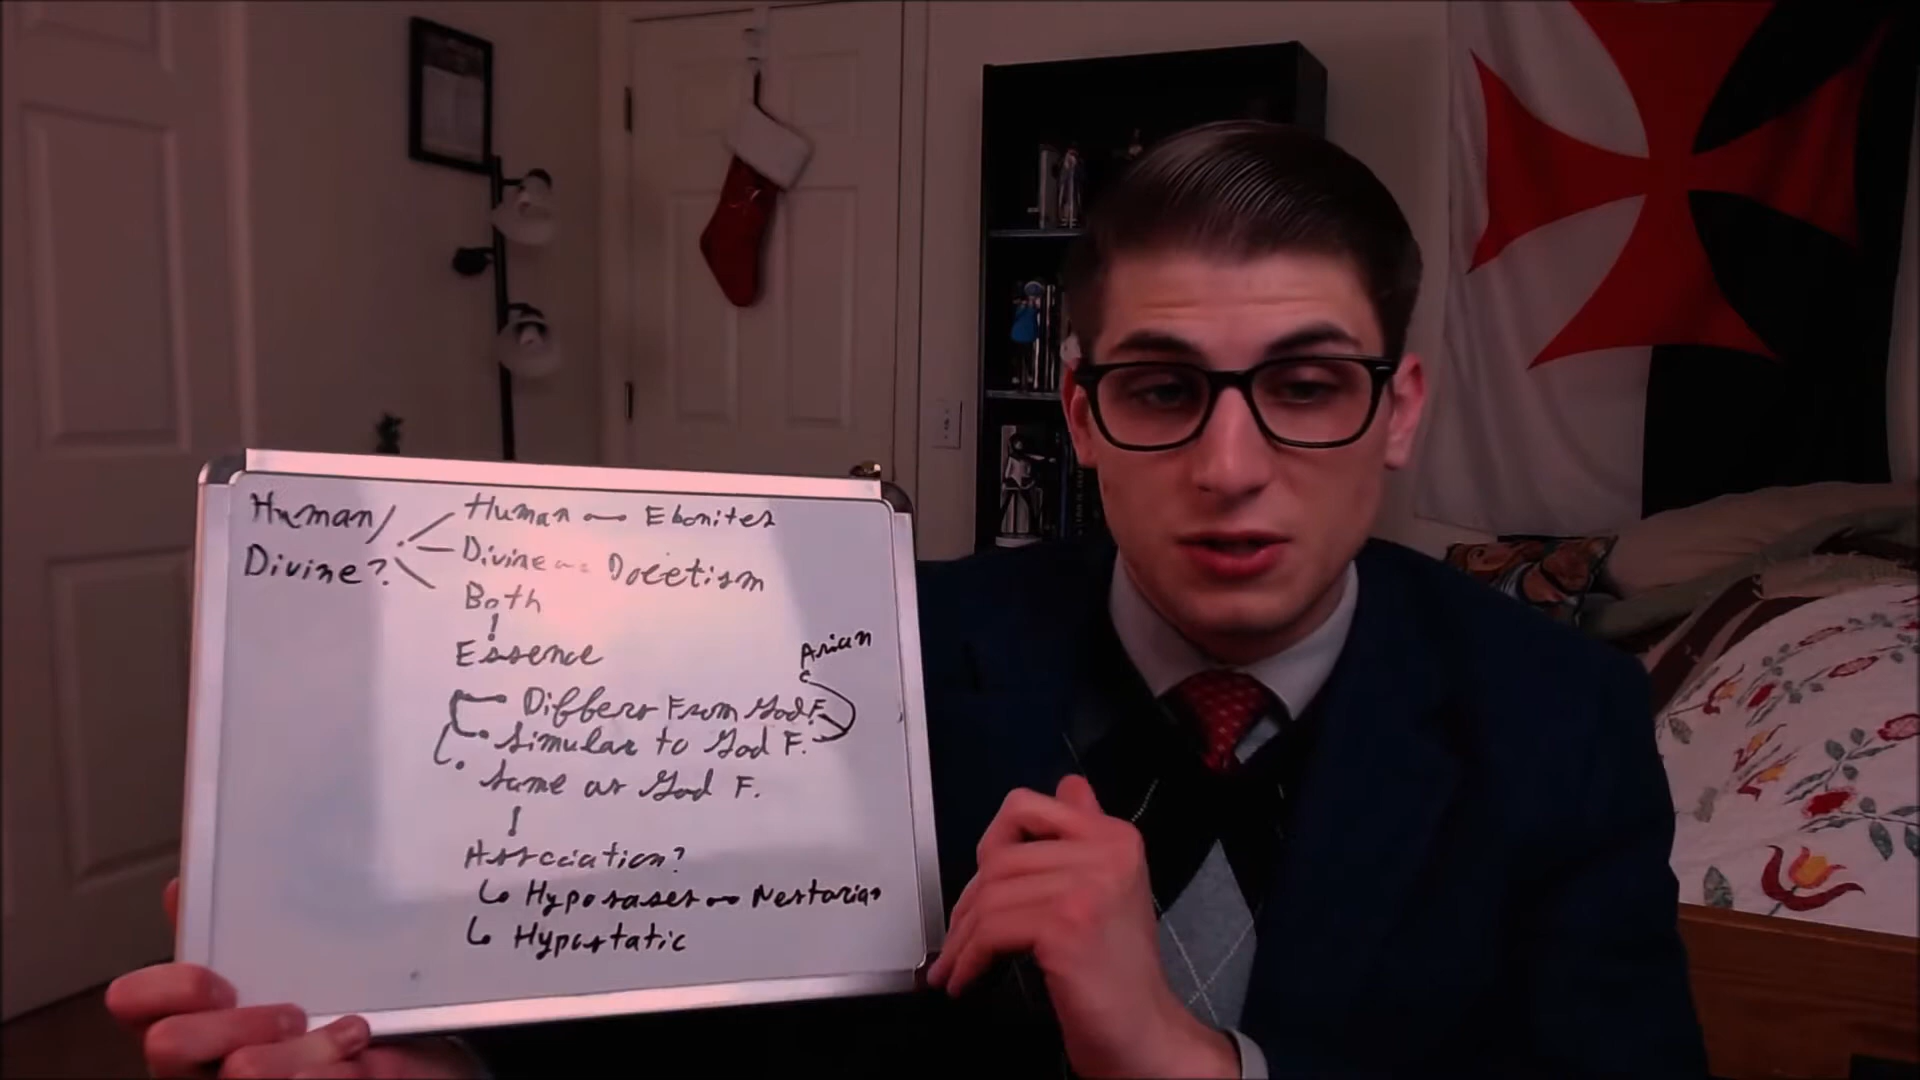 Human/
Divine?
Human — Ebonites
Divine — Docetism
Both
Essence
Arian
Differs From God F.
Simular to God F.
Same as God F.
Association?
Hyposases — Nestorian
Hypostatic